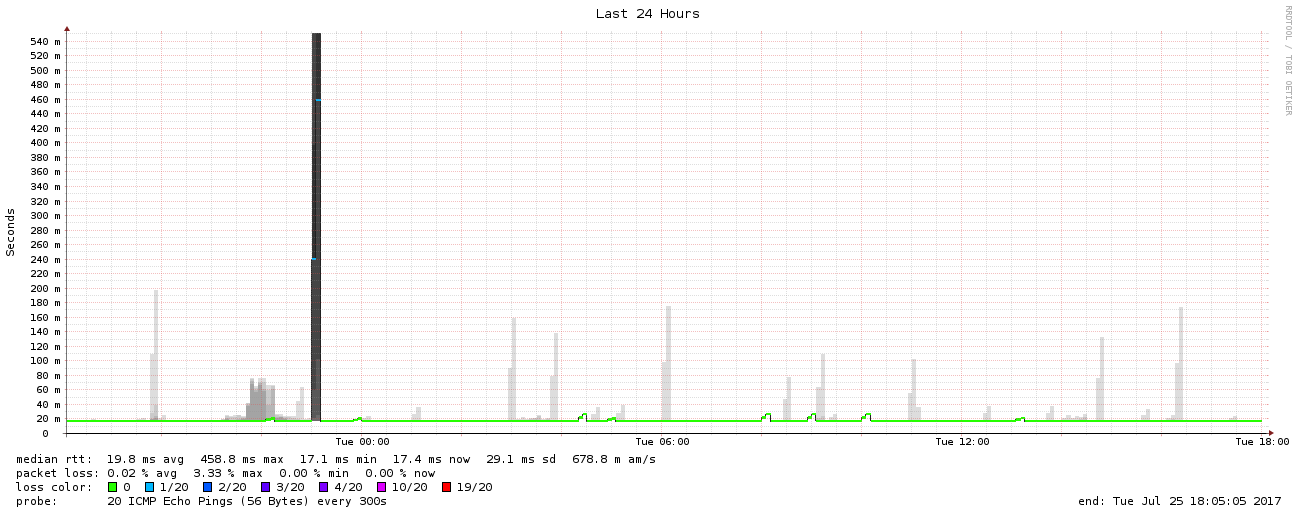 Last 24 Hours
RRDTOOL / TOBI OETIKER
Seconds
540 m
520 m
500 m
480 m
460 m
440 m
420 m
400 m
380 m
360 m
340 m
320 m
300 m
280 m
260 m
240 m
220 m
200 m
180 m
160 m
140 m
120 m
100 m
80 m
60 m
40 m
20 m
0
Tue 00:00 Tue 06:00 Tue 12:00 Tue 18:00
median rtt: 19.8 ms avg 458.8 ms max 17.1 ms min 17.4 ms now 29.1 ms sd 678.8 m am/s
packet loss: 0.02 % avg 3.33 % max 0.00 % min 0.00 % now
loss color: 0 1/20 2/20 3/20 4/20 10/20 19/20
probe: 20 ICMP Echo Pings (56 Bytes) every 300s end: Tue Jul 25 18:05:05 2017